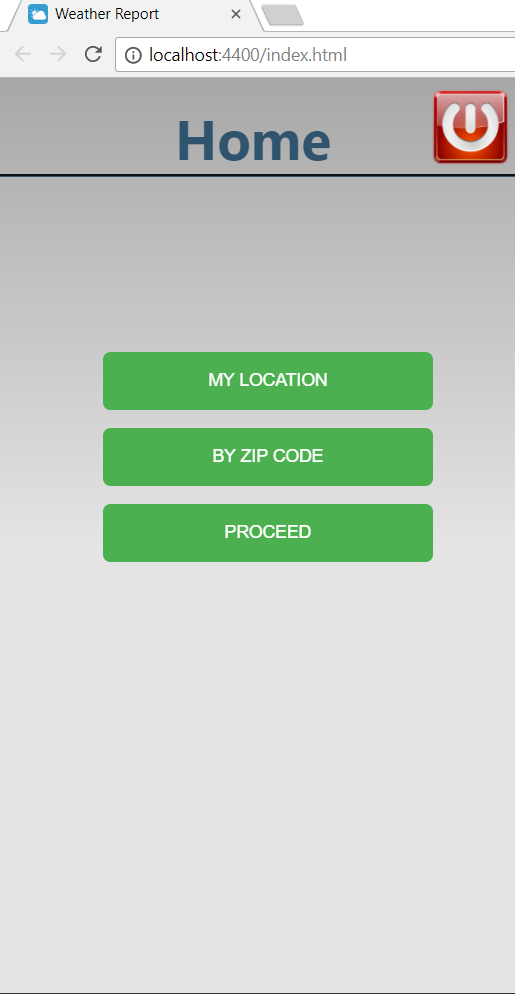 Weather Report
localhost:4400/index.html
Home
MY LOCATION
BY ZIP CODE
PROCEED